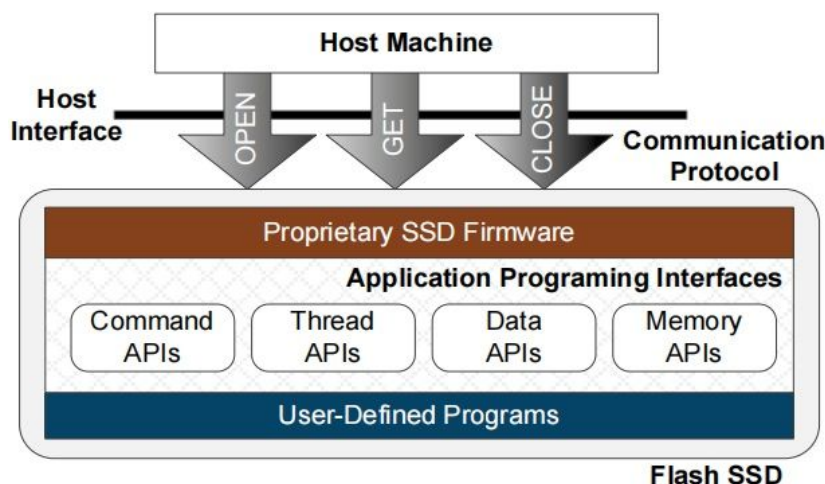 Host Machine
Host
Interface
OPEN
GET
CLOSE
Communication
Protocol
Proprietary SSD Firmware
Application Programing Interfaces
Command
APIs
Thread
APIs
Data
APIs
Memory
APIs
User-Defined Programs
Flash SSD